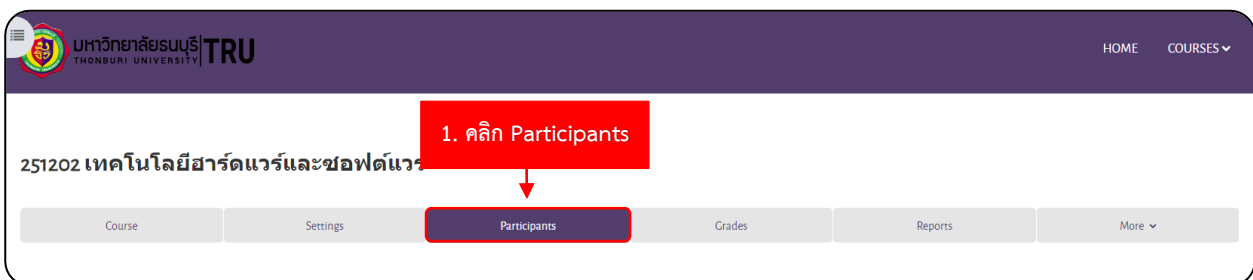 มหาวิทยาลัยธนบุรี TRU
THONBURI UNIVERSITY
HOME COURSES
1. คลิก Participants
251202 เทคโนโลยีฮาร์ดแวร์และซอฟต์แวร
Course Settings Participants Grades Reports More